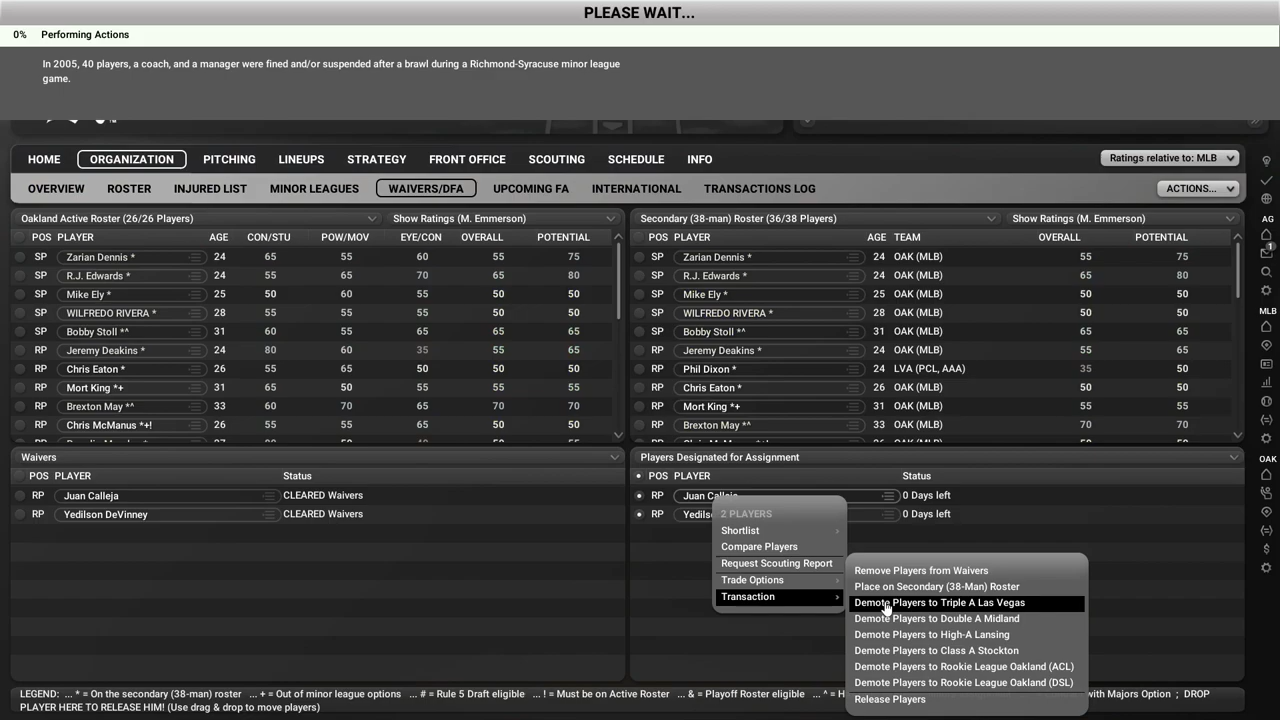 PLEASE WAIT...
0% Performing Actions
In 2005, 40 players, a coach, and a manager were fined and/or suspended after a brawl during a Richmond-Syracuse minor league
game.
HOME ORGANIZATION PITCHING LINEUPS STRATEGY FRONT OFFICE SCOUTING SCHEDULE INFO Ratings relative to: MLB
OVERVIEW ROSTER INJURED LIST MINOR LEAGUES WAIVERS/DFA UPCOMING FA INTERNATIONAL TRANSACTIONS LOG ACTIONS...
Oakland Active Roster (26/26 Players) Show Ratings (M. Emmerson)
POS PLAYER AGE CON/STU POW/MOV EYE/CON OVERALL POTENTIAL
SP Zarian Dennis * 24 65 55 60 55 75
SP R.J. Edwards * 24 55 65 70 65 80
SP Mike Ely * 25 50 60 55 50 50
SP WILFREDO RIVERA * 28 55 55 55 50 50
SP Bobby Stoll *^ 31 60 55 65 65 65
RP Jeremy Deakins * 24 80 60 35 55 65
RP Chris Eaton * 26 55 65 50 50 50
RP Mort King *+ 31 65 50 55 55 55
RP Brexton May *^ 33 60 70 65 70 70
RP Chris McManus *+! 26 55 55 65 50 50
Secondary (38-man) Roster (36/38 Players) Show Ratings (M. Emmerson)
POS PLAYER AGE TEAM OVERALL POTENTIAL
SP Zarian Dennis * 24 OAK (MLB) 55 75
SP R.J. Edwards * 24 OAK (MLB) 65 80
SP Mike Ely * 25 OAK (MLB) 50 50
SP WILFREDO RIVERA * 28 OAK (MLB) 50 50
SP Bobby Stoll *^ 31 OAK (MLB) 65 65
RP Jeremy Deakins * 24 OAK (MLB) 55 65
RP Phil Dixon * 24 LVA (PCL, AAA) 35 50
RP Chris Eaton * 26 OAK (MLB) 50 50
RP Mort King *+ 31 OAK (MLB) 55 55
RP Brexton May *^ 33 OAK (MLB) 70 70
Waivers
POS PLAYER Status
RP Juan Calleja CLEARED Waivers
RP Yedilson DeVinney CLEARED Waivers
Players Designated for Assignment
POS PLAYER Status
RP Juan Calleja 0 Days left
RP Yedils 0 Days left
2 PLAYERS
Shortlist
Compare Players
Request Scouting Report
Trade Options
Transaction
Remove Players from Waivers
Place on Secondary (38-Man) Roster
Demote Players to Triple A Las Vegas
Demote Players to Double A Midland
Demote Players to High-A Lansing
Demote Players to Class A Stockton
Demote Players to Rookie League Oakland (ACL)
Demote Players to Rookie League Oakland (DSL)
Release Players
LEGEND: ... * = On the secondary (38-man) roster ... + = Out of minor league options ... # = Rule 5 Draft eligible ... ! = Must be on Active Roster ... & = Playoff Roster eligible ... ^ = H with Majors Option ; DROP
PLAYER HERE TO RELEASE HIM! (Use drag & drop to move players)
AG
1
MLB
OAK